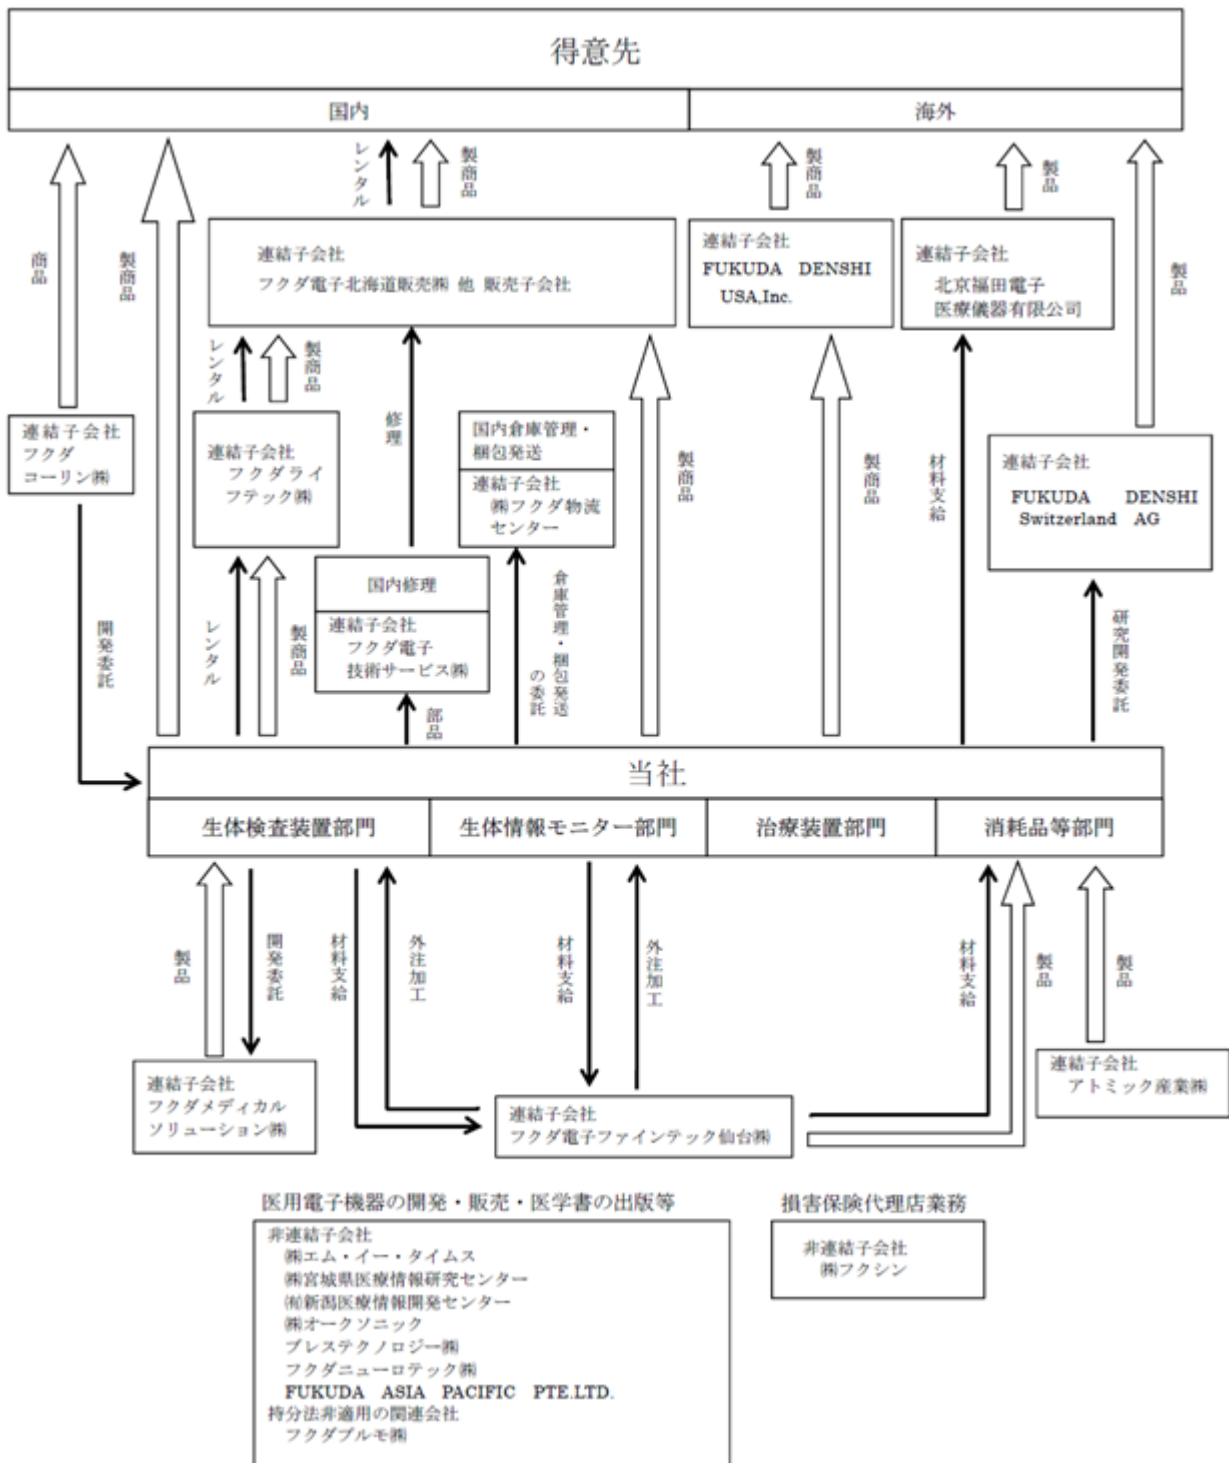 得意先
国内
海外
レンタル
製商品
製商品
製品
商品
製商品
連結子会社
フクダ電子北海道販売㈱ 他 販売子会社
連結子会社
FUKUDA DENSHI
USA,Inc.
連結子会社
北京福田電子
医療儀器有限公司
製品
レンタル
製商品
修理
連結子会社
フクダ
コーリン㈱
連結子会社
フクダライ
フテック㈱
国内倉庫管理・
梱包発送
連結子会社
㈱フクダ物流
センター
製商品
製商品
材料支給
連結子会社
FUKUDA DENSHI
Switzerland AG
国内修理
連結子会社
フクダ電子
技術サービス㈱
開発委託
レンタル
製商品
部品
倉庫管理・梱包発送
の委託
研究開発委託
当社
生体検査装置部門
生体情報モニター部門
治療装置部門
消耗品等部門
製品
開発委託
材料支給
外注加工
材料支給
外注加工
材料支給
製品
製品
連結子会社
フクダメディカル
ソリューション㈱
連結子会社
フクダ電子ファインテック仙台㈱
連結子会社
アトミック産業㈱
医用電子機器の開発・販売・医学書の出版等
非連結子会社
㈱エム・イー・タイムス
㈱宮城県医療情報研究センター
㈲新潟医療情報開発センター
㈱オークソニック
ブレステクノロジー㈱
フクダニューロテック㈱
FUKUDA ASIA PACIFIC PTE.LTD.
持分法非適用の関連会社
フクダブルモ㈱
損害保険代理店業務
非連結子会社
㈱フクシン